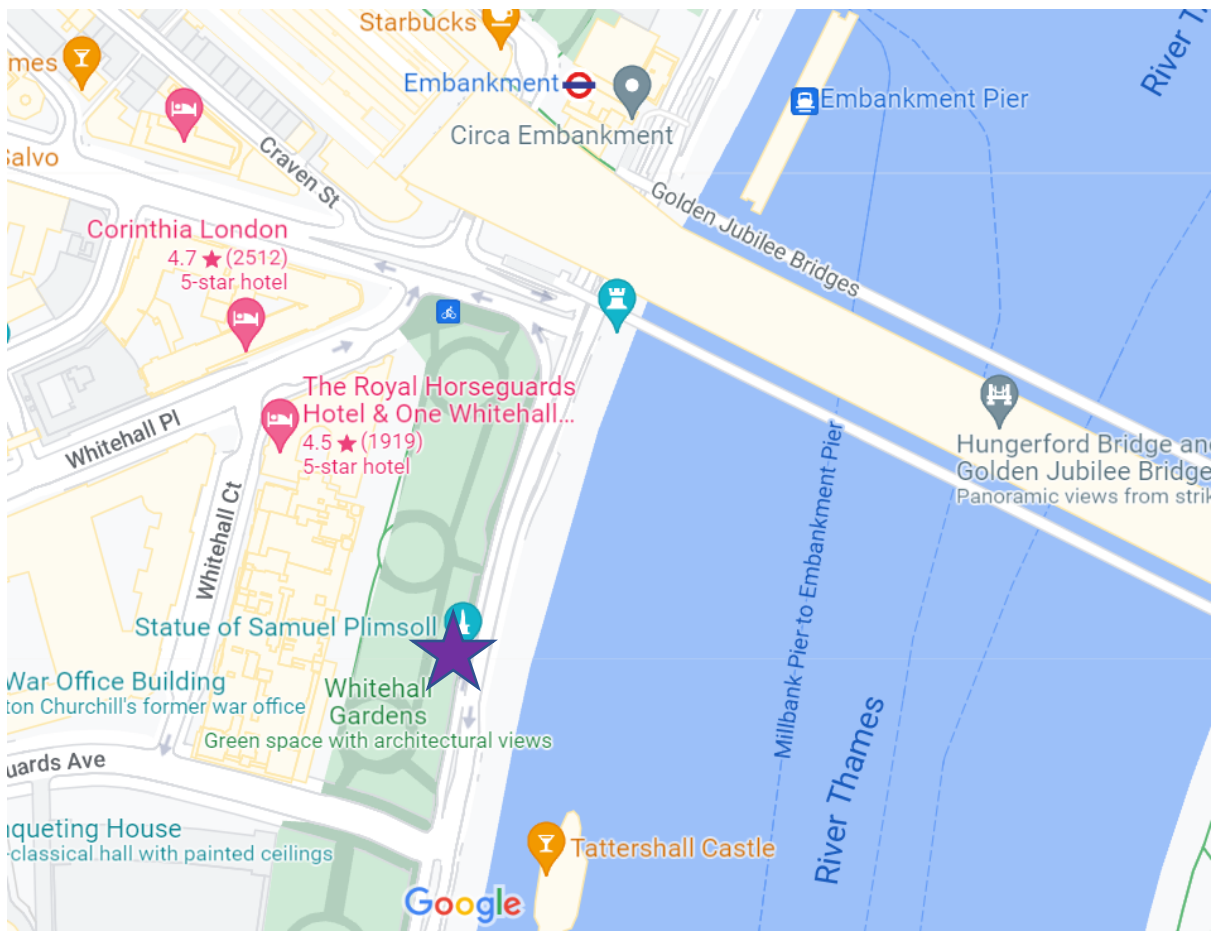 Starbucks
River Th
mes
Embankment
Embankment Pier
Circa Embankment
Salvo
Craven St
Golden Jubilee Bridges
Corinthia London
4.7 ★ (2512)
5-star hotel
The Royal Horseguards
Hotel & One Whitehall...
4.5 ★ (1919)
5-star hotel
Whitehall Pl
Hungerford Bridge and
Golden Jubilee Bridge
Panoramic views from strik
Whitehall Ct
Millbank Pier to Embankment Pier
Statue of Samuel Plimsoll
War Office Building
ton Churchill's former war office
Whitehall
Gardens
Green space with architectural views
uards Ave
River Thames
nqueting House
-classical hall with painted ceilings
Tattershall Castle
Google